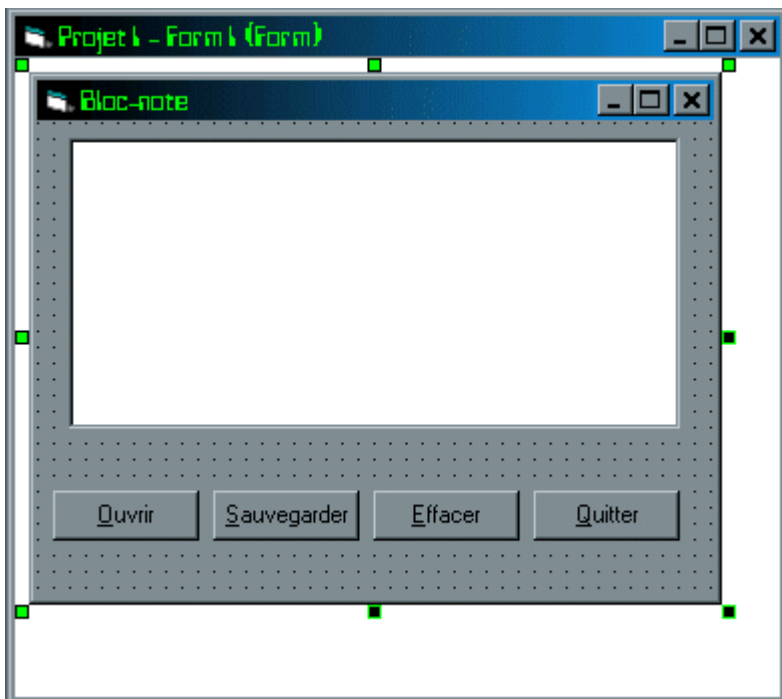 Projet1 - Form1 (Form)
Bloc-note
Ouvrir
Sauvegarder
Effacer
Quitter